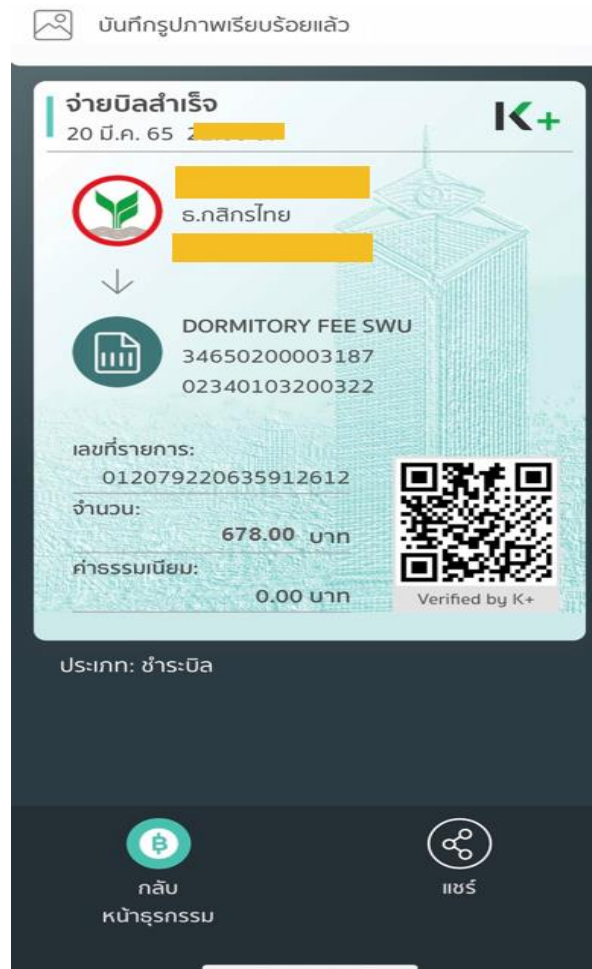 บันทึกรูปภาพเรียบร้อยแล้ว
จ่ายบิลสำเร็จ
20 มี.ค. 65
K+
ธ.กสิกรไทย
DORMITORY FEE SWU
34650200003187
02340103200322
เลขที่รายการ:
012079220635912612
จำนวน:
678.00 บาท
ค่าธรรมเนียม:
0.00 บาท
Verified by K+
ประเภท: ชำระบิล
กลับ
หน้าธุรกรรม
แชร์